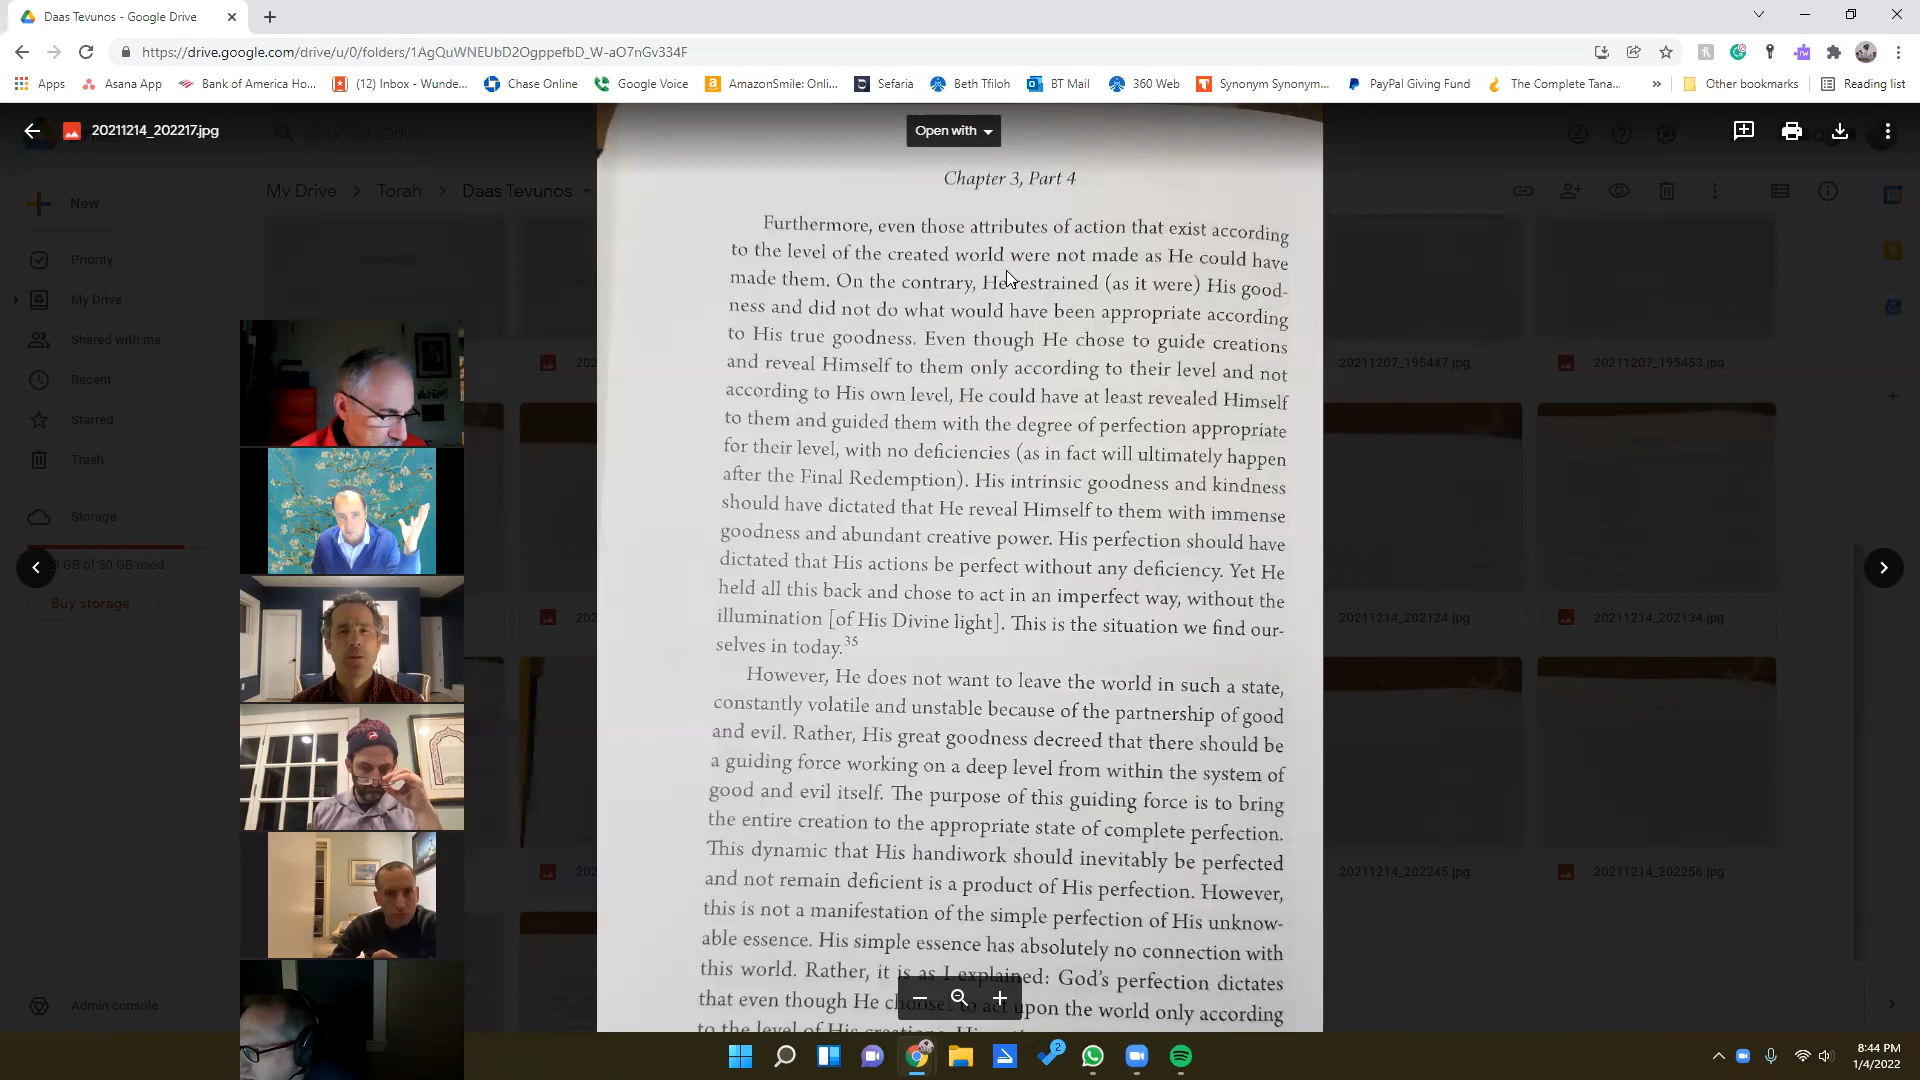 Daas Tevunos - Google Drive
https://drive.google.com/drive/u/0/folders/1AgQuWNEUbD2OgppefbD_W-aO7nGv334F
Apps
Asana App
Bank of America Ho...
(12) Inbox - Wunde...
Chase Online
Google Voice
AmazonSmile: Onli...
Sefaria
Beth Tfiloh
BT Mail
360 Web
Synonym Synonym...
PayPal Giving Fund
The Complete Tana...
Other bookmarks
Reading list
20211214_202217.jpg
Open with
My Drive
Torah
Daas Tevunos
New
Priority
My Drive
Shared with me
Recent
Starred
Trash
Storage
GB of 30 GB used
Buy storage
Admin console
20211207_195447.jpg
20211207_195453.jpg
20211214_202124.jpg
20211214_202134.jpg
20211214_202245.jpg
20211214_202256.jpg
Chapter 3, Part 4
Furthermore, even those attributes of action that exist according
to the level of the created world were not made as He could have
made them. On the contrary, He restrained (as it were) His good-
ness and did not do what would have been appropriate according
to His true goodness. Even though He chose to guide creations
and reveal Himself to them only according to their level and not
according to His own level, He could have at least revealed Himself
to them and guided them with the degree of perfection appropriate
for their level, with no deficiencies (as in fact will ultimately happen
after the Final Redemption). His intrinsic goodness and kindness
should have dictated that He reveal Himself to them with immense
goodness and abundant creative power. His perfection should have
dictated that His actions be perfect without any deficiency. Yet He
held all this back and chose to act in an imperfect way, without the
illumination [of His Divine light]. This is the situation we find our-
selves in today.35
However, He does not want to leave the world in such a state,
constantly volatile and unstable because of the partnership of good
and evil. Rather, His great goodness decreed that there should be
a guiding force working on a deep level from within the system of
good and evil itself. The purpose of this guiding force is to bring
the entire creation to the appropriate state of complete perfection.
This dynamic that His handiwork should inevitably be perfected
and not remain deficient is a product of His perfection. However,
this is not a manifestation of the simple perfection of His unknow-
able essence. His simple essence has absolutely no connection with
this world. Rather, it is as I explained: God's perfection dictates
that even though He chooses to act upon the world only according
to the level of His creations,
2
8:44 PM
1/4/2022